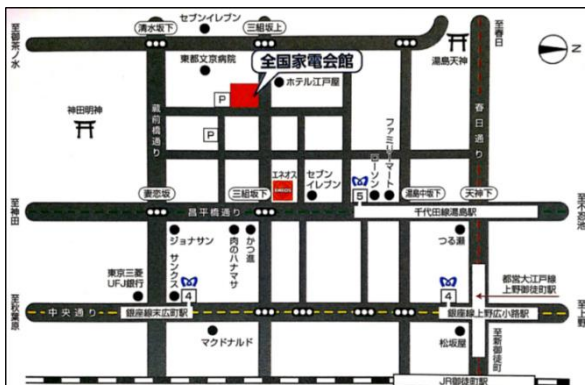 セブンイレブン
清水坂下
三組坂上
至御茶ノ水
東都文京病院
全国家電会館
ホテル江戸屋
湯島天神
至春日
N
P
P
神田明神
蔵前橋通り
春日通り
ファミリーマート
ローソン
エネオス
セブン
イレブン
5
妻恋坂
三組坂下
湯島中坂下
天神下
至神田
昌平橋通り
千代田線湯島駅
至不忍池
ジョナサン
肉のハナマサ
かつ進
つる瀬
サンクス
東京三菱
UFJ銀行
4
4
都営大江戸線
上野御徒町駅
至秋葉原
中央通り
銀座線末広町駅
銀座線上野広小路駅
至上野
マクドナルド
松坂屋
至新御徒町
JR御徒町駅